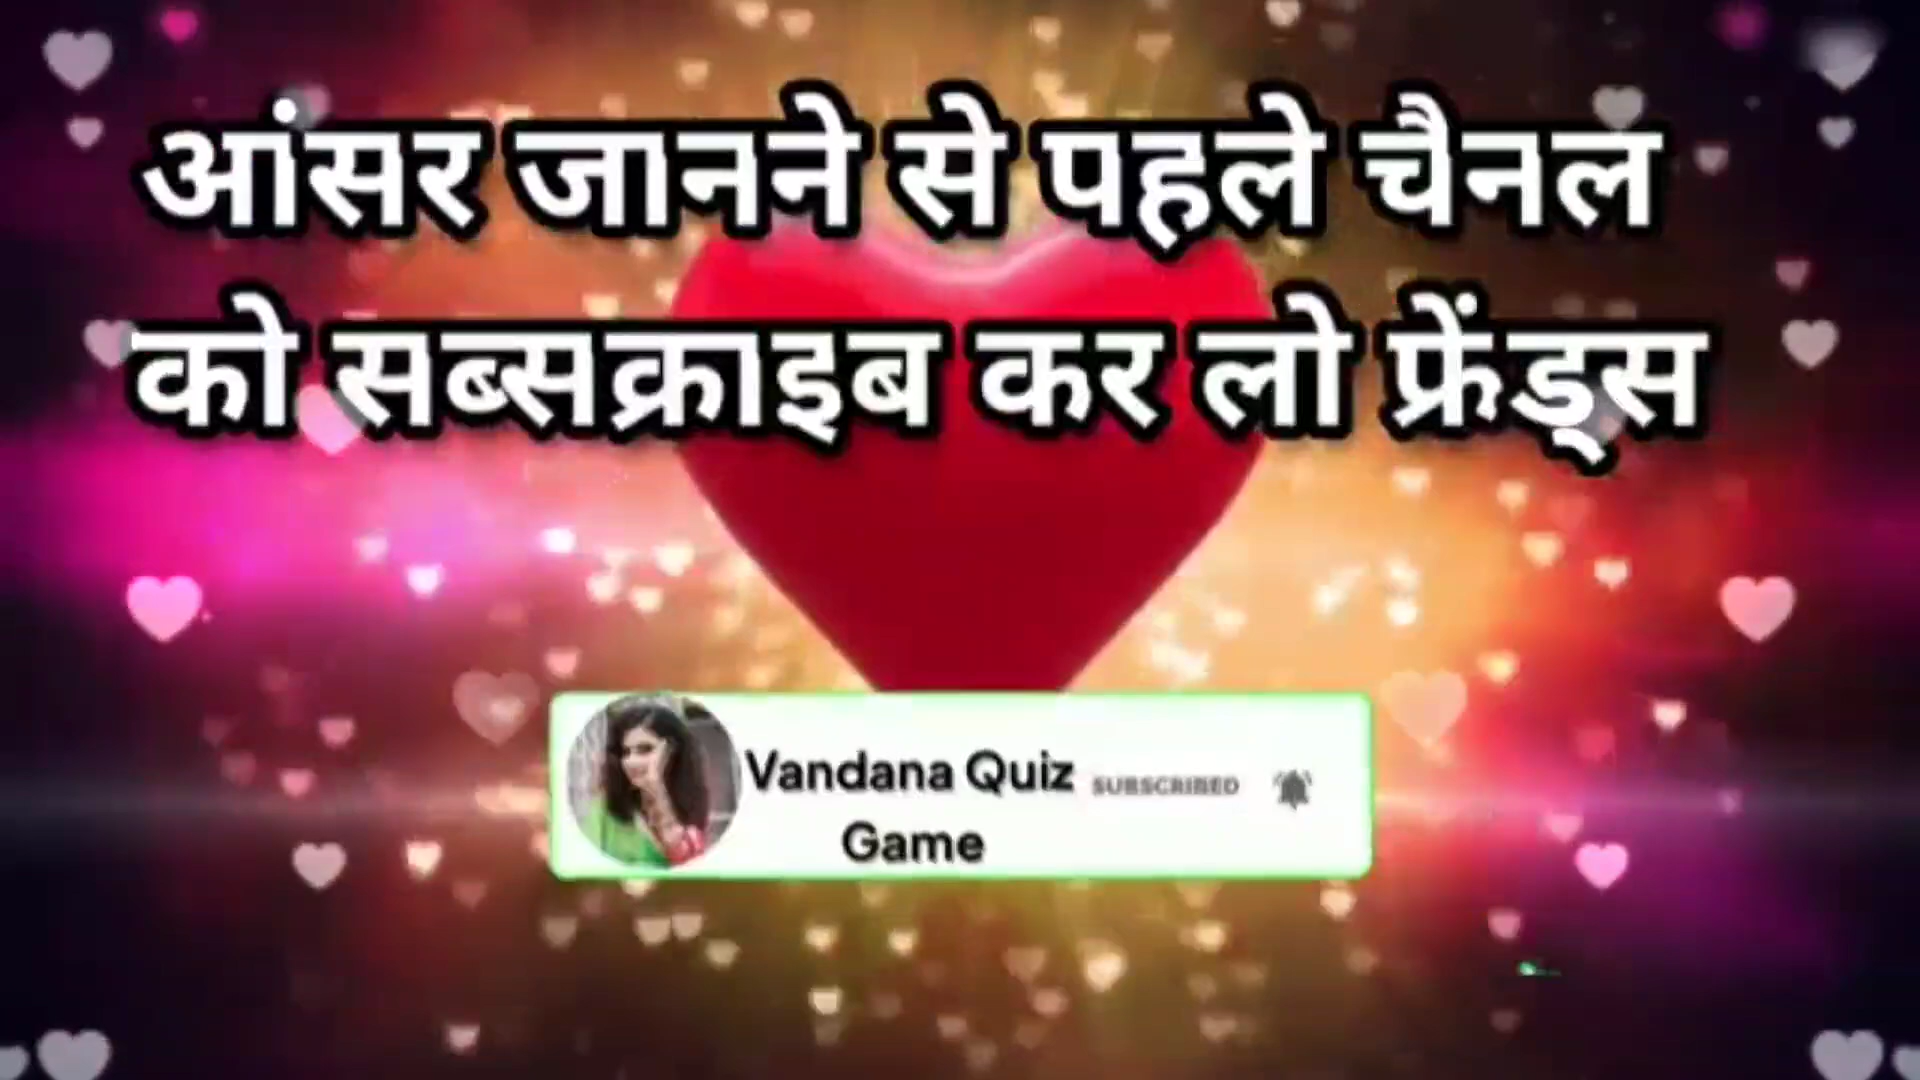 आंसर जानने से पहले चैनल
को सब्सक्राइब कर लो फ्रेंड्स
Vandana Quiz SUBSCRIBED
Game